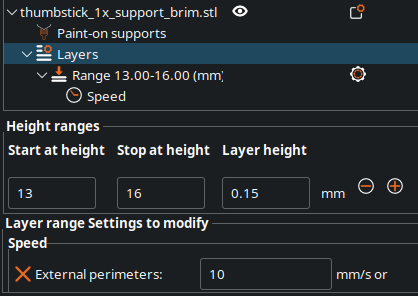 thumbstick_1x_support_brim.stl
Paint-on supports
Layers
Range 13.00-16.00 (mm)
Speed
Height ranges
Start at height Stop at height Layer height
13 16 0.15 mm
Layer range Settings to modify
Speed
External perimeters: 10 mm/s or